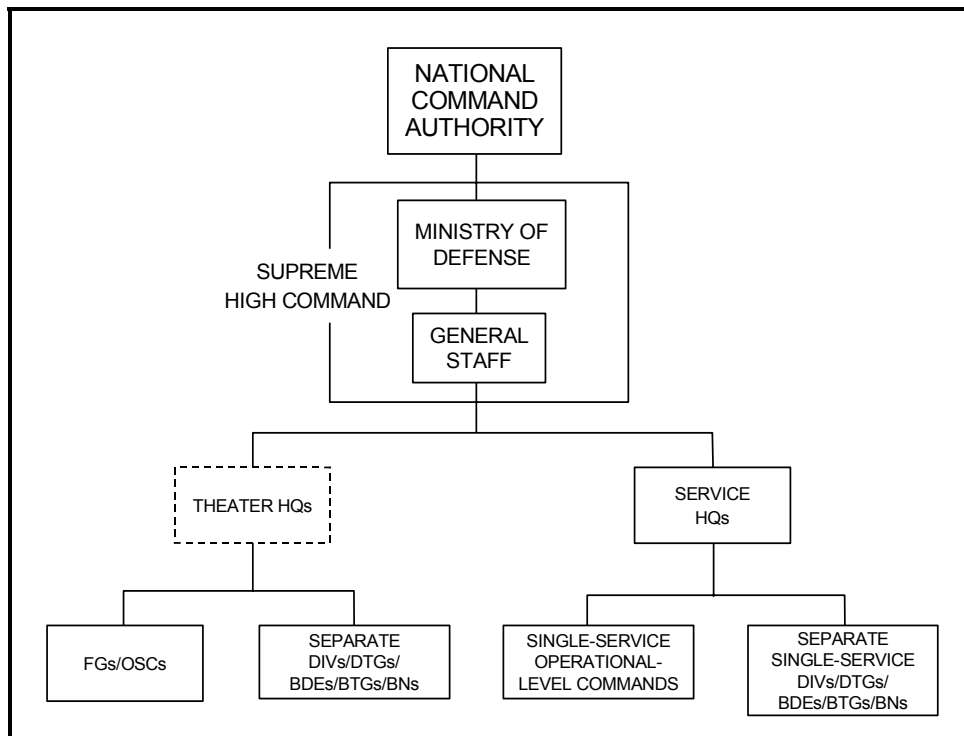 NATIONAL
COMMAND
AUTHORITY
MINISTRY OF
DEFENSE
SUPREME
HIGH COMMAND
GENERAL
STAFF
THEATER HQs
SERVICE
HQs
FGs/OSCs
SEPARATE
DIVs/DTGs/
BDEs/BTGs/BNs
SINGLE-SERVICE
OPERATIONAL-
LEVEL COMMANDS
SEPARATE
SINGLE-SERVICE
DIVs/DTGs/
BDEs/BTGs/BNs